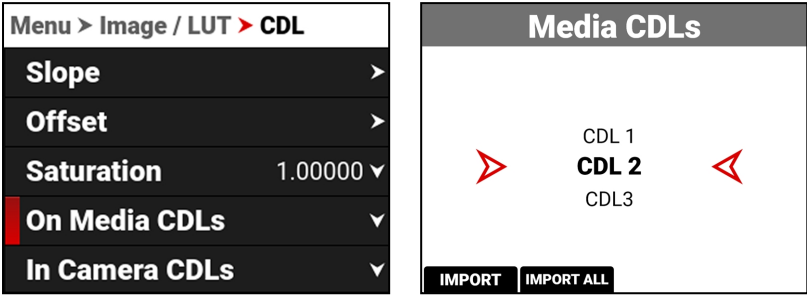 Menu > Image / LUT > CDL
Slope
Offset
Saturation 1.00000
On Media CDLs
In Camera CDLs
Media CDLs
CDL 1
CDL 2
CDL3
IMPORT IMPORT ALL